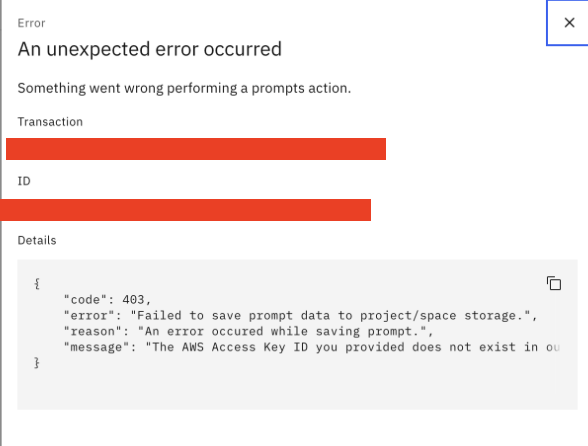 Error
An unexpected error occurred
Something went wrong performing a prompts action.
Transaction
ID
Details
{
"code": 403,
"error": "Failed to save prompt data to project/space storage.",
"reason": "An error occured while saving prompt.",
"message": "The AWS Access Key ID you provided does not exist in ou
}